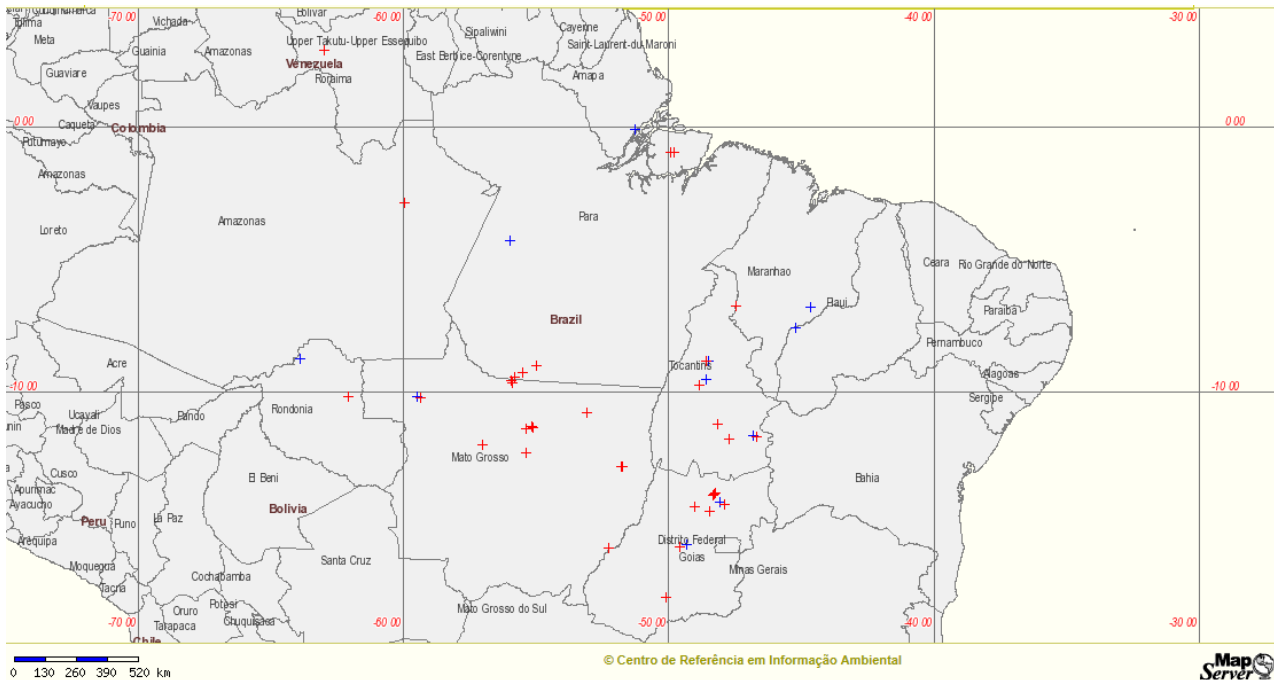 -70 00 -60 00 -50 00 -40 00 -30 00
Bolivar
Vichada
Cayenne
Meta
Sipaliwini
Guainia
Amazonas
Upper Takutu-Upper Essequibo
Saint-Laurent-du-Maroni
East Berbice-Corentyne
Venezuela
Guaviare
Roraima
Amapa
Vaupes
0 00
Caqueta
Colombia
0 00
Putumayo
Amazonas
Amazonas
Para
Loreto
Ceara
Rio Grande do Norte
Maranhao
Piaui
Paraiba
Brazil
Pernambuco
Acre
Tocantins
Alagoas
-10 00
-10 00
Pasco
Ucayali
Pando
Rondonia
Sergipe
Madre de Dios
Mato Grosso
Cusco
El Beni
Bahia
Apurimac
Ayacucho
Bolivia
Peru
Puno
La Paz
Arequipa
Distrito Federal
Goias
Santa Cruz
Moquegua
Minas Gerais
Cochabamba
Tacna
Potosi
Mato Grosso do Sul
Oruro
Chuquisaca
Tarapaca
-70 00 -60 00 -50 00 -40 00 -30 00
Chile
0 130 260 390 520 km
© Centro de Referência em Informação Ambiental
Map
Server